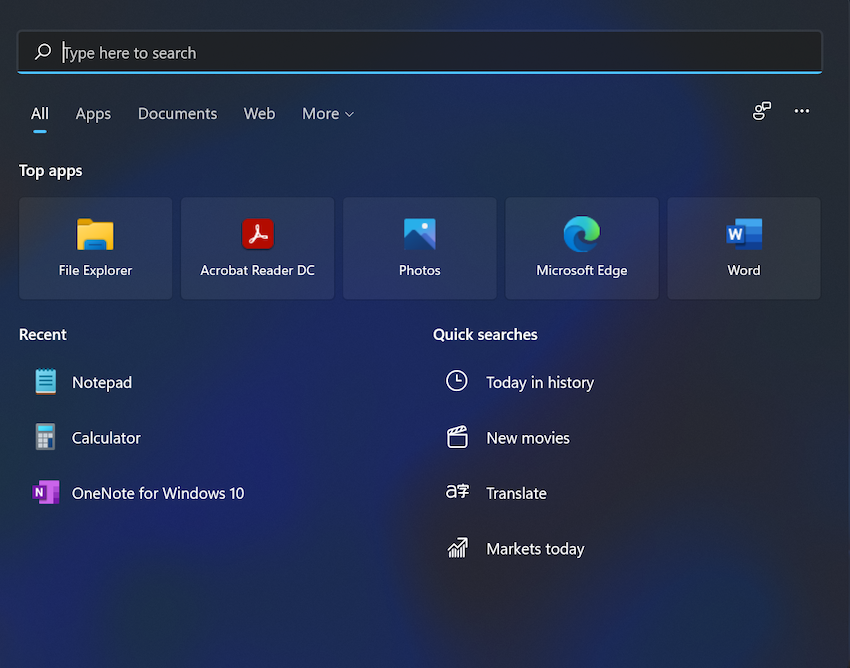 Type here to search
All Apps Documents Web More
Top apps
File Explorer Acrobat Reader DC Photos Microsoft Edge Word
Recent Quick searches
Notepad Today in history
Calculator New movies
OneNote for Windows 10 Translate
Markets today